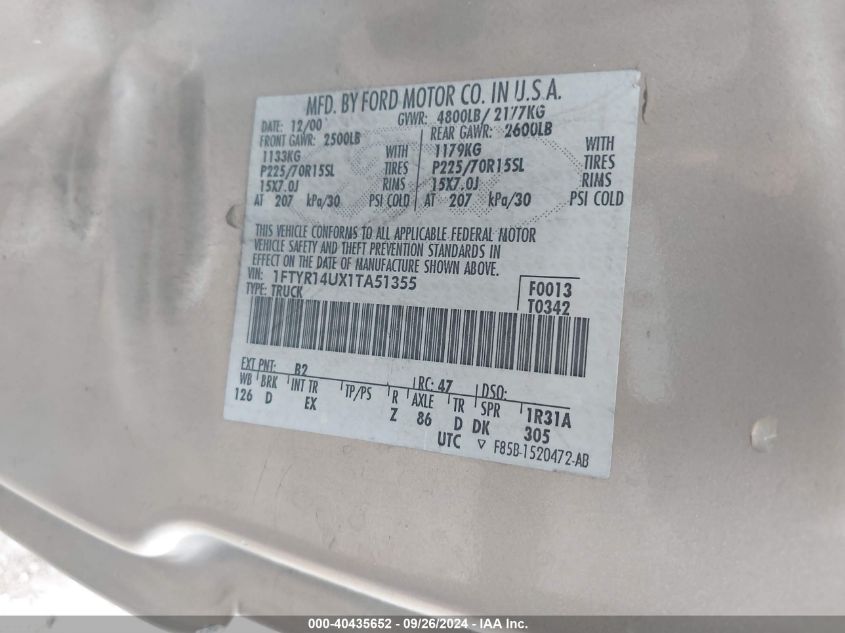 MFD. BY FORD MOTOR CO. IN U.S.A.
DATE: 12/00 GVWR: 4800LB/ 2177KG
FRONT GAWR: 2500LB REAR GAWR: 2600LB
1133KG WITH 1179KG WITH
P225/70R15SL TIRES P225/70R15SL TIRES
15X7.0J RIMS 15X7.0J RIMS
AT 207 kPa/30 PSI COLD AT 207 kPa/30 PSI COLD
THIS VEHICLE CONFORMS TO ALL APPLICABLE FEDERAL MOTOR
VEHICLE SAFETY AND THEFT PREVENTION STANDARDS IN
EFFECT ON THE DATE OF MANUFACTURE SHOWN ABOVE.
VIN: 1FTYR14UX1TA51355 F0013
TYPE: TRUCK T0342
EXT PNT: B2 RC: 47 DSO:
WB BRK INT TR TP/PS R AXLE TR SPR 1R31A
126 D EX Z 86 D DK 305
UTC ▽ F85B-1520472-AB
000-40435652 - 09/26/2024 - IAA Inc.